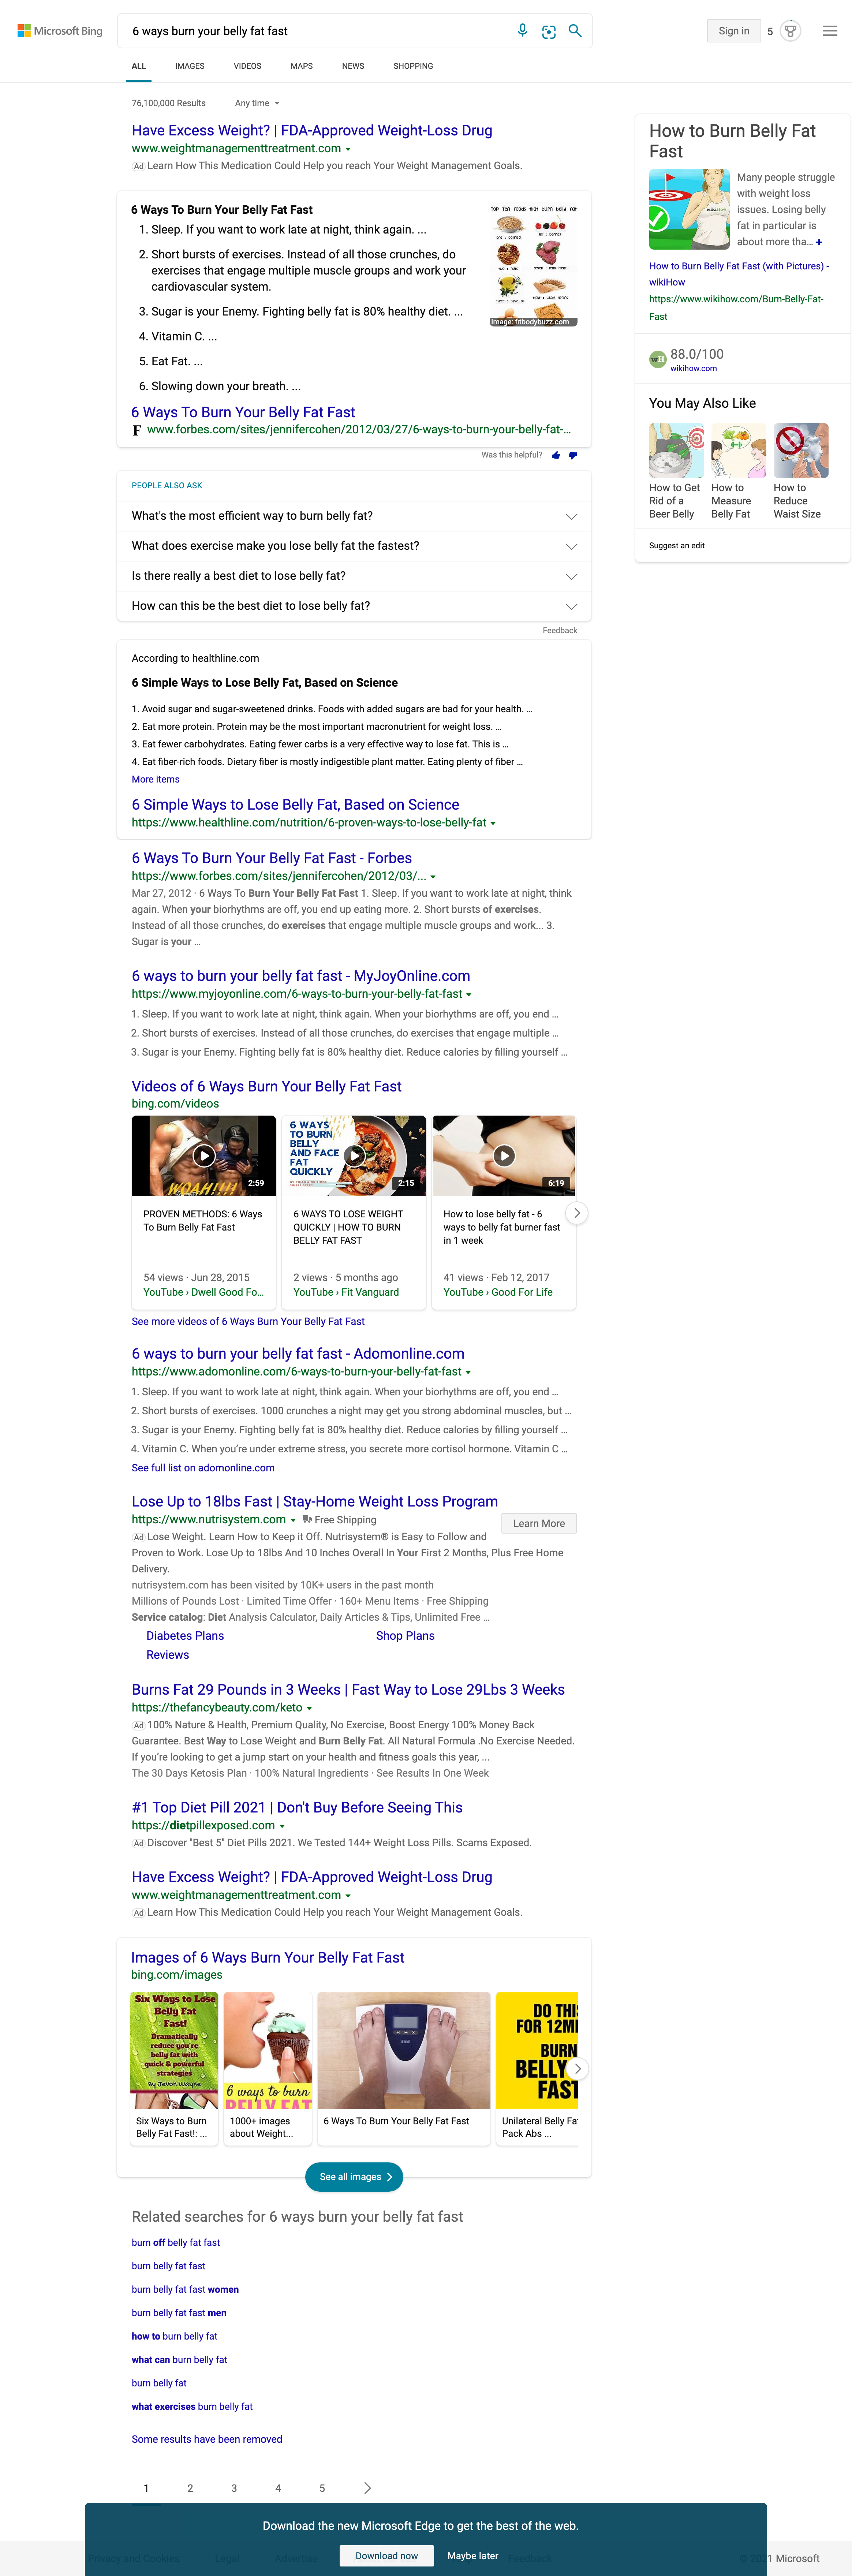 Microsoft Bing
6 ways burn your belly fat fast
Sign in
5
ALL
IMAGES
VIDEOS
MAPS
NEWS
SHOPPING
76,100,000 Results
Any time
Have Excess Weight? | FDA-Approved Weight-Loss Drug
www.weightmanagementtreatment.com
Ad Learn How This Medication Could Help you reach Your Weight Management Goals.
6 Ways To Burn Your Belly Fat Fast
1. Sleep. If you want to work late at night, think again. ...
2. Short bursts of exercises. Instead of all those crunches, do
exercises that engage multiple muscle groups and work your
cardiovascular system.
3. Sugar is your Enemy. Fighting belly fat is 80% healthy diet. ...
4. Vitamin C. ...
5. Eat Fat. ...
6. Slowing down your breath. ...
TOP TEN FOODS THAT BURN BELLY FAT
Image: fitbodybuzz.com
6 Ways To Burn Your Belly Fat Fast
F www.forbes.com/sites/jennifercohen/2012/03/27/6-ways-to-burn-your-belly-fat-...
Was this helpful?
PEOPLE ALSO ASK
What's the most efficient way to burn belly fat?
What does exercise make you lose belly fat the fastest?
Is there really a best diet to lose belly fat?
How can this be the best diet to lose belly fat?
Feedback
According to healthline.com
6 Simple Ways to Lose Belly Fat, Based on Science
1. Avoid sugar and sugar-sweetened drinks. Foods with added sugars are bad for your health. ...
2. Eat more protein. Protein may be the most important macronutrient for weight loss. ...
3. Eat fewer carbohydrates. Eating fewer carbs is a very effective way to lose fat. This is ...
4. Eat fiber-rich foods. Dietary fiber is mostly indigestible plant matter. Eating plenty of fiber ...
More items
6 Simple Ways to Lose Belly Fat, Based on Science
https://www.healthline.com/nutrition/6-proven-ways-to-lose-belly-fat
6 Ways To Burn Your Belly Fat Fast - Forbes
https://www.forbes.com/sites/jennifercohen/2012/03/...
Mar 27, 2012 · 6 Ways To Burn Your Belly Fat Fast 1. Sleep. If you want to work late at night, think
again. When your biorhythms are off, you end up eating more. 2. Short bursts of exercises.
Instead of all those crunches, do exercises that engage multiple muscle groups and work... 3.
Sugar is your ...
6 ways to burn your belly fat fast - MyJoyOnline.com
https://www.myjoyonline.com/6-ways-to-burn-your-belly-fat-fast
1. Sleep. If you want to work late at night, think again. When your biorhythms are off, you end ...
2. Short bursts of exercises. Instead of all those crunches, do exercises that engage multiple ...
3. Sugar is your Enemy. Fighting belly fat is 80% healthy diet. Reduce calories by filling yourself ...
Videos of 6 Ways Burn Your Belly Fat Fast
bing.com/videos
WOAH!!!!
2:59
6 WAYS
TO BURN
BELLY
AND FACE
FAT
QUICKLY
2:15
6:19
PROVEN METHODS: 6 Ways
To Burn Belly Fat Fast
54 views · Jun 28, 2015
YouTube › Dwell Good Fo...
6 WAYS TO LOSE WEIGHT
QUICKLY | HOW TO BURN
BELLY FAT FAST
2 views · 5 months ago
YouTube › Fit Vanguard
How to lose belly fat - 6
ways to belly fat burner fast
in 1 week
41 views · Feb 12, 2017
YouTube › Good For Life
See more videos of 6 Ways Burn Your Belly Fat Fast
6 ways to burn your belly fat fast - Adomonline.com
https://www.adomonline.com/6-ways-to-burn-your-belly-fat-fast
1. Sleep. If you want to work late at night, think again. When your biorhythms are off, you end ...
2. Short bursts of exercises. 1000 crunches a night may get you strong abdominal muscles, but ...
3. Sugar is your Enemy. Fighting belly fat is 80% healthy diet. Reduce calories by filling yourself ...
4. Vitamin C. When you're under extreme stress, you secrete more cortisol hormone. Vitamin C ...
See full list on adomonline.com
Lose Up to 18lbs Fast | Stay-Home Weight Loss Program
https://www.nutrisystem.com Free Shipping
Learn More
Ad Lose Weight. Learn How to Keep it Off. Nutrisystem® is Easy to Follow and
Proven to Work. Lose Up to 18lbs And 10 Inches Overall In Your First 2 Months, Plus Free Home
Delivery.
nutrisystem.com has been visited by 10K+ users in the past month
Millions of Pounds Lost · Limited Time Offer · 160+ Menu Items · Free Shipping
Service catalog: Diet Analysis Calculator, Daily Articles & Tips, Unlimited Free ...
Diabetes Plans
Shop Plans
Reviews
Burns Fat 29 Pounds in 3 Weeks | Fast Way to Lose 29Lbs 3 Weeks
https://thefancybeauty.com/keto
Ad 100% Nature & Health, Premium Quality, No Exercise, Boost Energy 100% Money Back
Guarantee. Best Way to Lose Weight and Burn Belly Fat. All Natural Formula .No Exercise Needed.
If you're looking to get a jump start on your health and fitness goals this year, ...
The 30 Days Ketosis Plan · 100% Natural Ingredients · See Results In One Week
#1 Top Diet Pill 2021 | Don't Buy Before Seeing This
https://dietpillexposed.com
Ad Discover "Best 5" Diet Pills 2021. We Tested 144+ Weight Loss Pills. Scams Exposed.
Have Excess Weight? | FDA-Approved Weight-Loss Drug
www.weightmanagementtreatment.com
Ad Learn How This Medication Could Help you reach Your Weight Management Goals.
Images of 6 Ways Burn Your Belly Fat Fast
bing.com/images
Six Ways to Lose
Belly Fat
Fast!
Dramatically
reduce you're
belly fat with
quick & powerful
strategies
By Jevon Wayne
6 ways to burn
BELLY FAT
DO THIS
FOR 12MI
BURN
BELLY
FAST
Six Ways to Burn
Belly Fat Fast!: ...
1000+ images
about Weight...
6 Ways To Burn Your Belly Fat Fast
Unilateral Belly Fat
Pack Abs ...
See all images
Related searches for 6 ways burn your belly fat fast
burn off belly fat fast
burn belly fat fast
burn belly fat fast women
burn belly fat fast men
how to burn belly fat
what can burn belly fat
burn belly fat
what exercises burn belly fat
Some results have been removed
1
2
3
4
5
Download the new Microsoft Edge to get the best of the web.
Download now
Maybe later
Privacy and Cookies
Legal
Advertise
Feedback
1 Microsoft
How to Burn Belly Fat
Fast
Many people struggle
with weight loss
issues. Losing belly
fat in particular is
about more tha... +
How to Burn Belly Fat Fast (with Pictures) -
wikiHow
https://www.wikihow.com/Burn-Belly-Fat-
Fast
wH
88.0/100
wikihow.com
You May Also Like
How to Get
Rid of a
Beer Belly
How to
Measure
Belly Fat
How to
Reduce
Waist Size
Suggest an edit